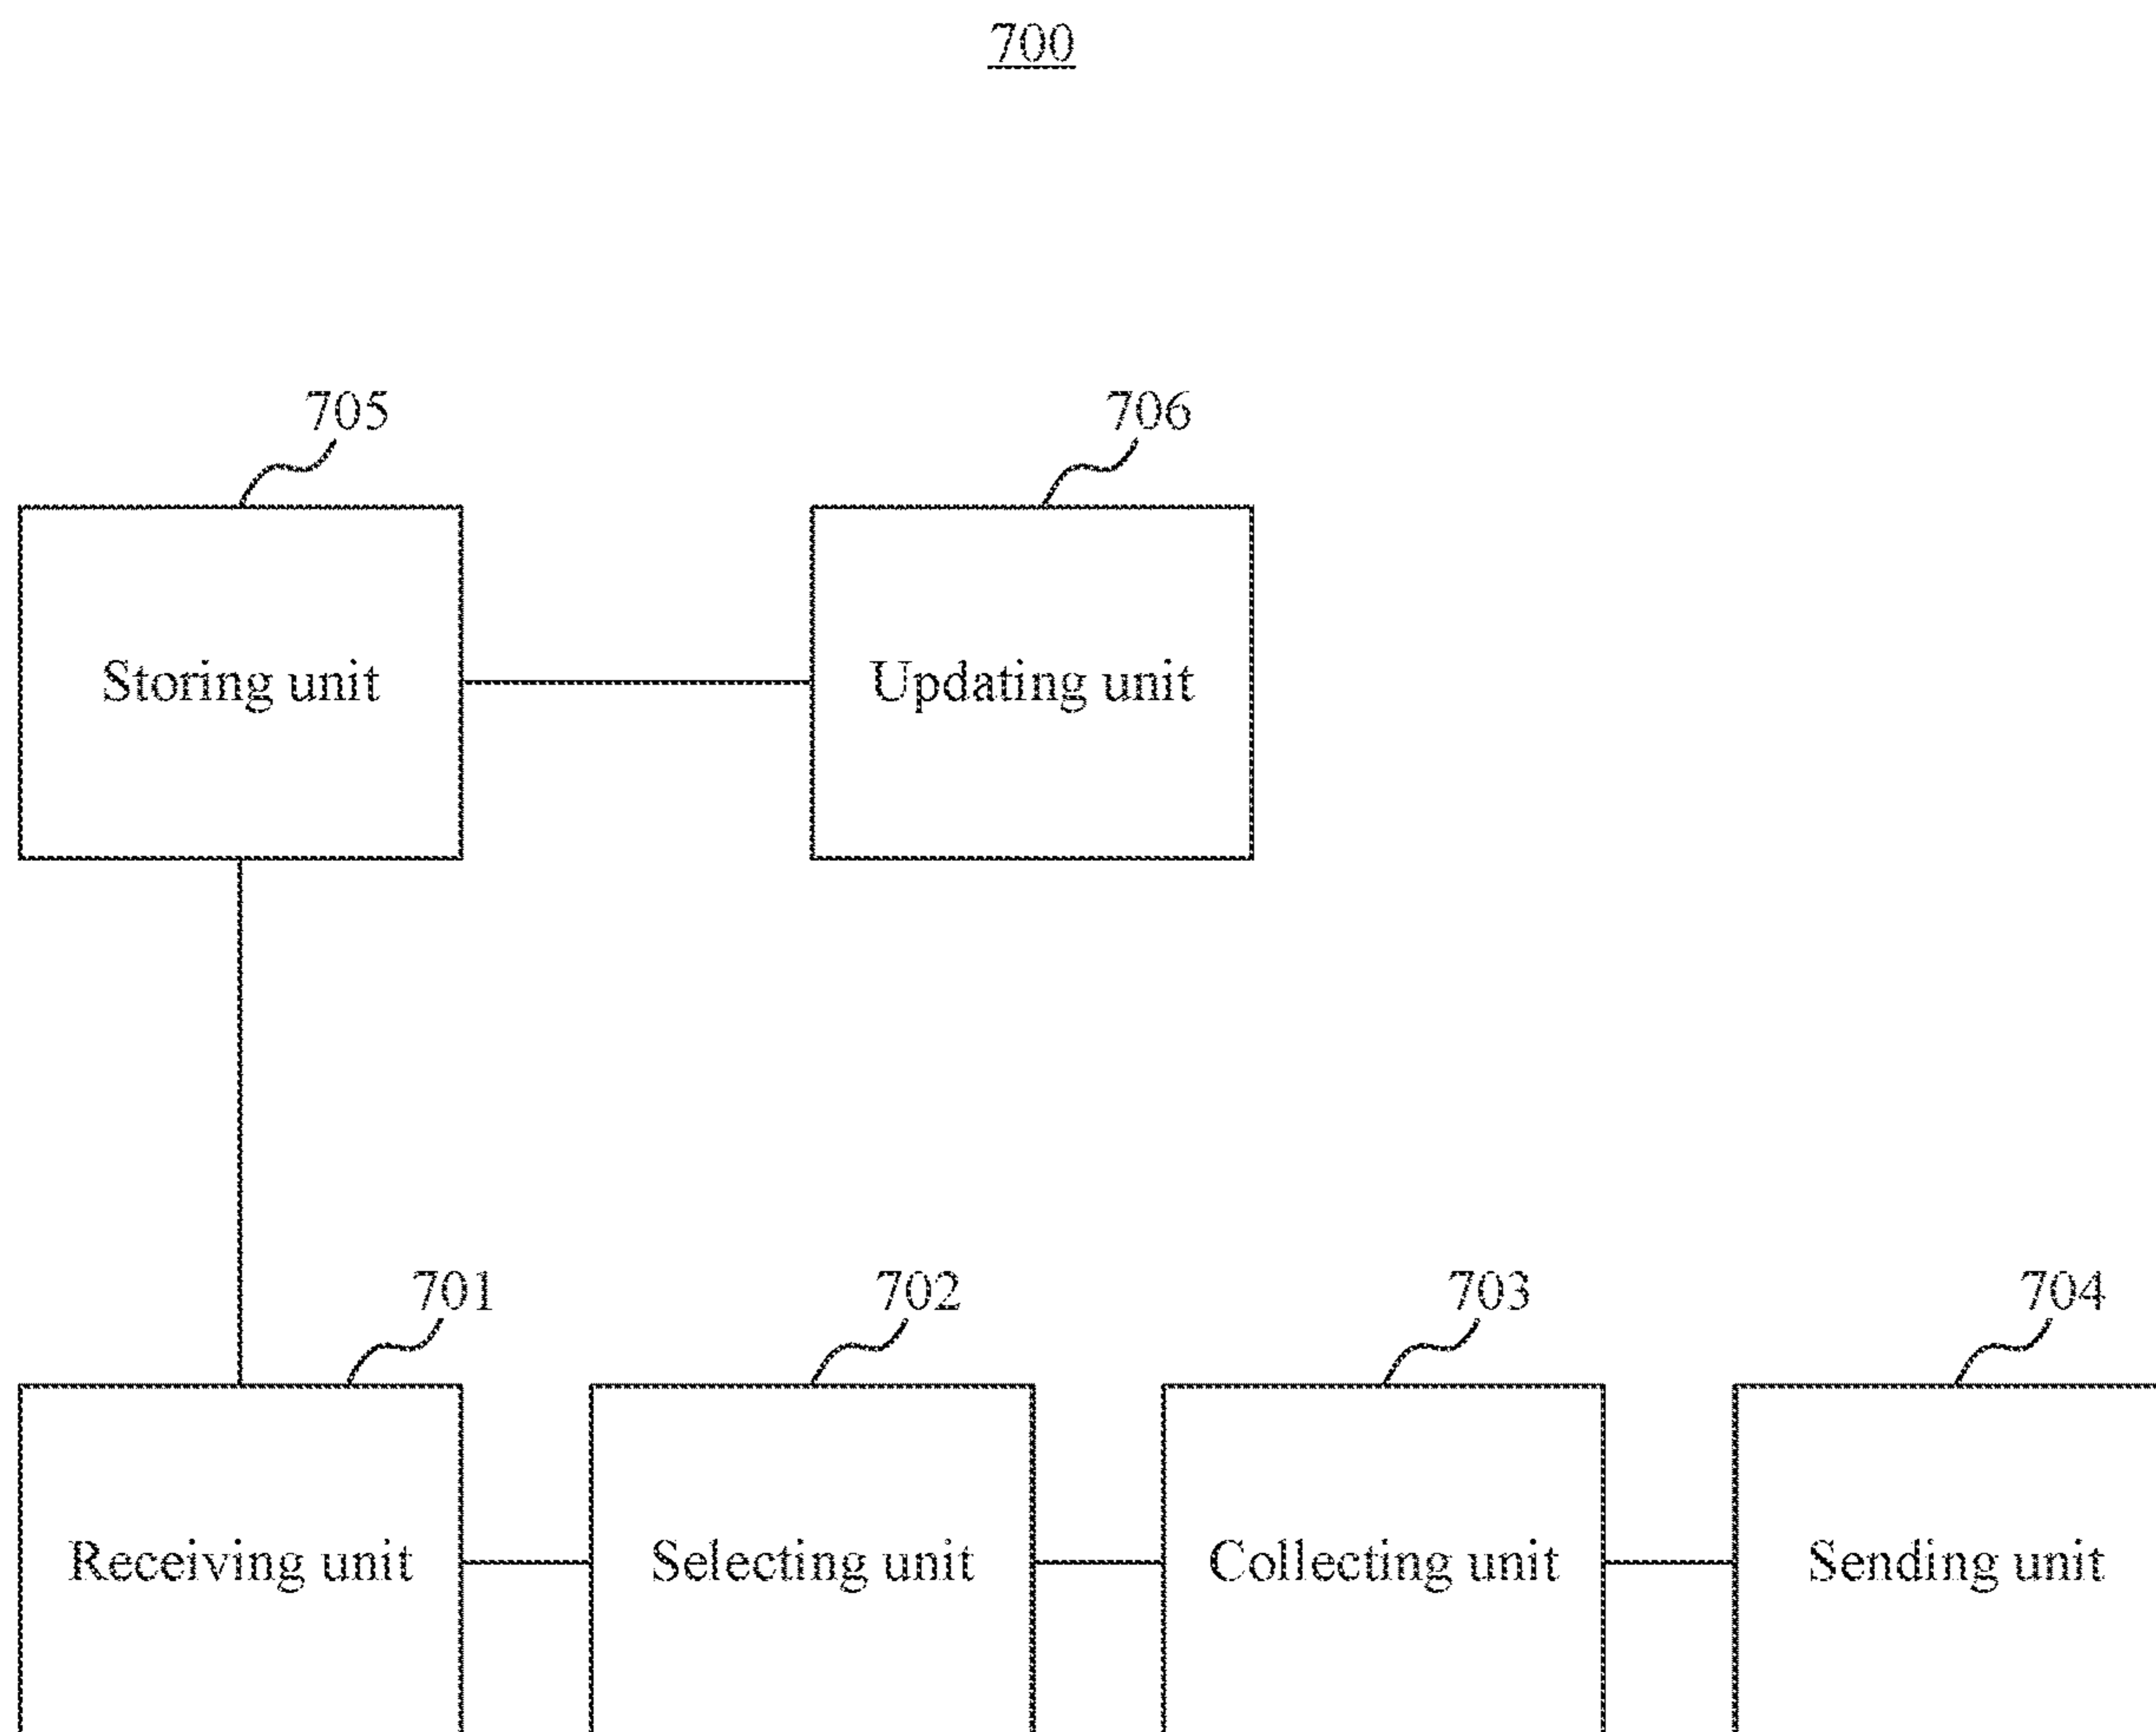 700
705
706
Storing unit
Updating unit
701
702
703
704
Receiving unit
Selecting unit
Collecting unit
Sending unit